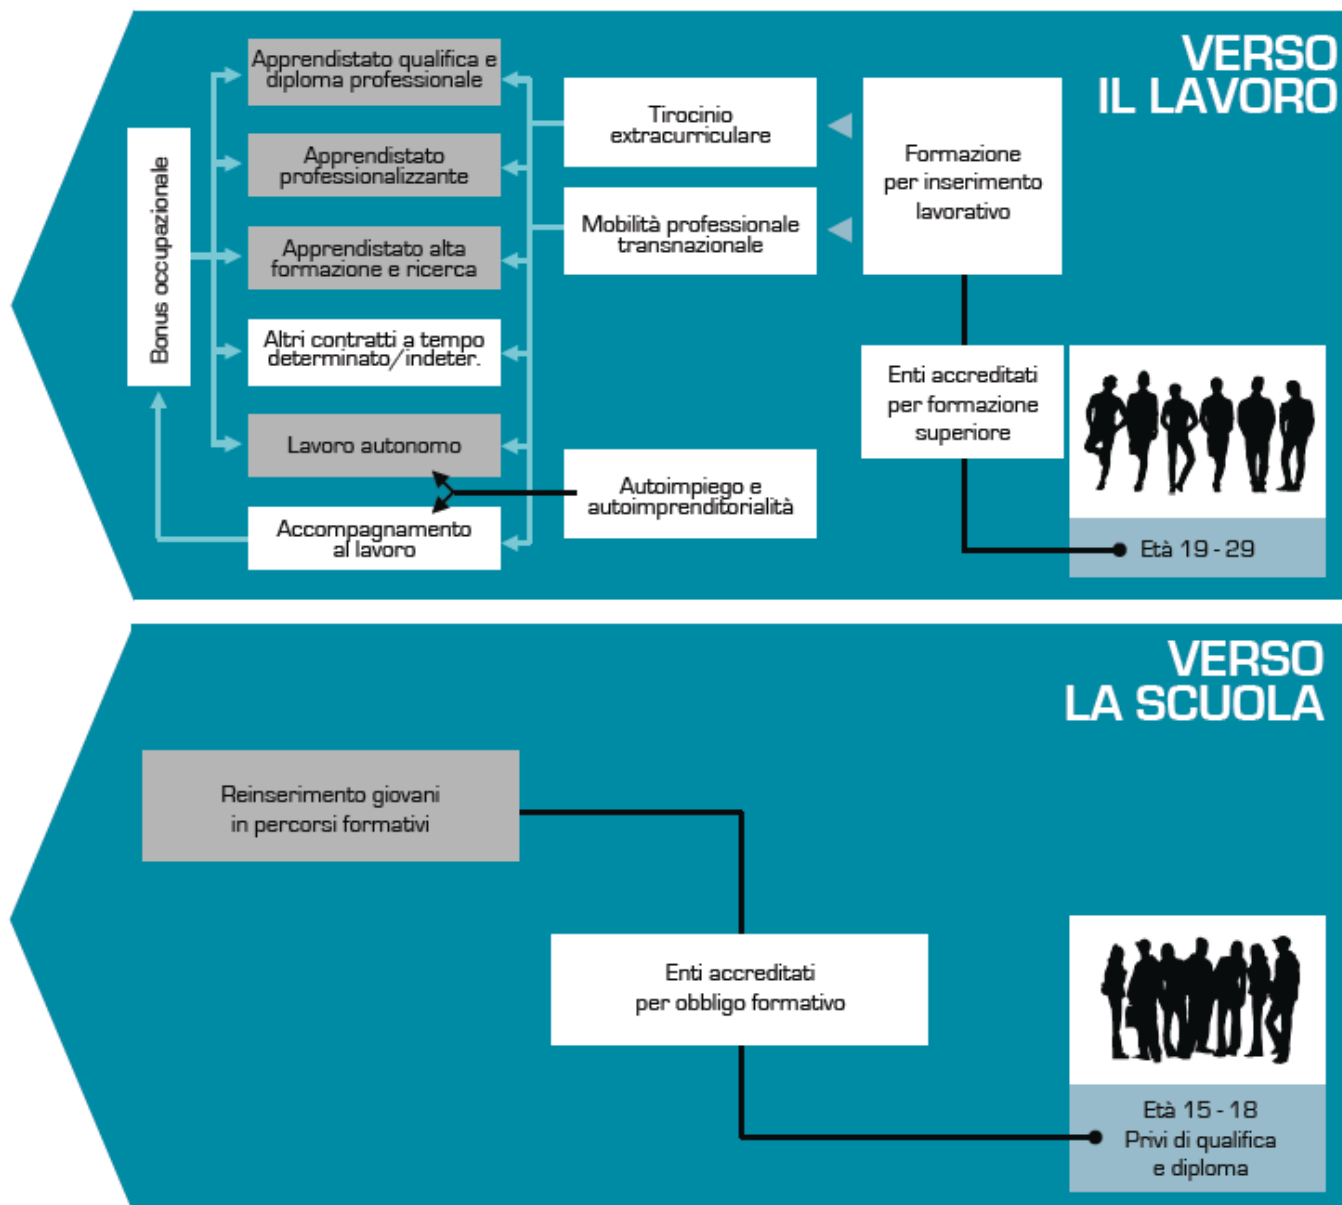 VERSO
IL LAVORO
Apprendistato qualifica e
diploma professionale
Apprendistato
professionalizzante
Apprendistato alta
formazione e ricerca
Altri contratti a tempo
determinato/indeter.
Lavoro autonomo
Accompagnamento
al lavoro
Bonus occupazionale
Tirocinio
extracurriculare
Mobilità professionale
transnazionale
Autoimpiego e
autoimprenditorialità
Formazione
per inserimento
lavorativo
Enti accreditati
per formazione
superiore
Età 19 - 29
VERSO
LA SCUOLA
Reinserimento giovani
in percorsi formativi
Enti accreditati
per obbligo formativo
Età 15 - 18
Privi di qualifica
e diploma